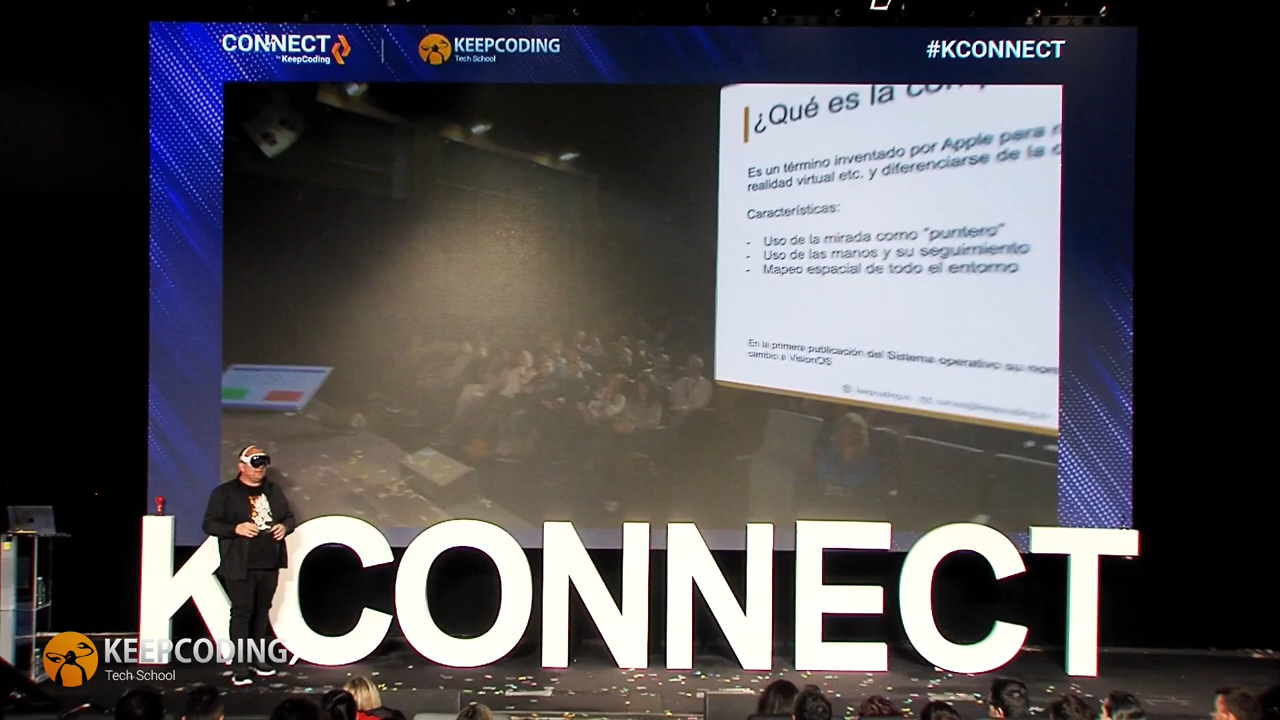 CONNECT
by KeepCoding
KEEPCODING
Tech School
#KCONNECT
¿Qué es la
Es un término inventado por Apple para
realidad virtual etc. y diferenciarse de la
Características:
- Uso de la mirada como "puntero"
- Uso de las manos y su seguimiento
- Mapeo espacial de todo el entorno
En la primera publicación del Sistema operativo su
cambio a VisionOS
KCONNECT
KEEPCODING
Tech School